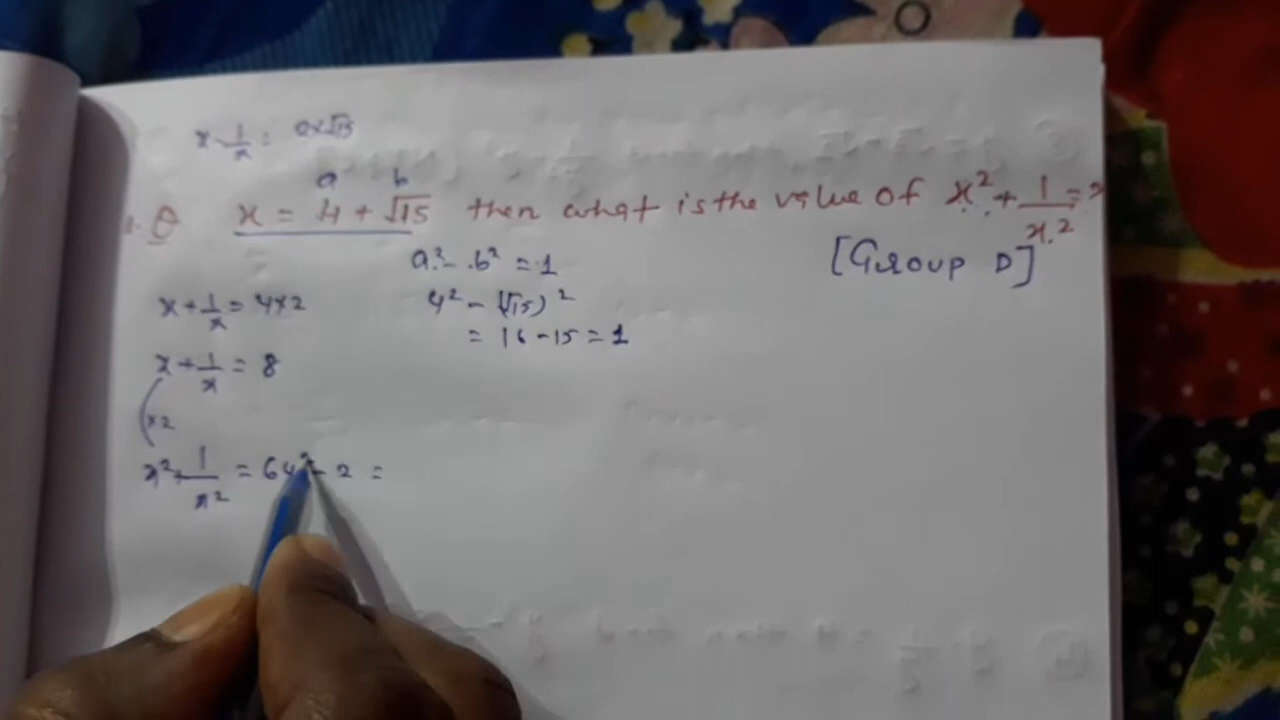 x - 1/x = 2×√15
a b
Q x = 4 + √15 then what is the value of x² + 1/x² = ?
[Group D]
a² - b² = 1
4² - (√15)²
= 16 - 15 = 1
x + 1/x = 4×2
x + 1/x = 8
x2
x² + 1/x² = 64 - 2 =